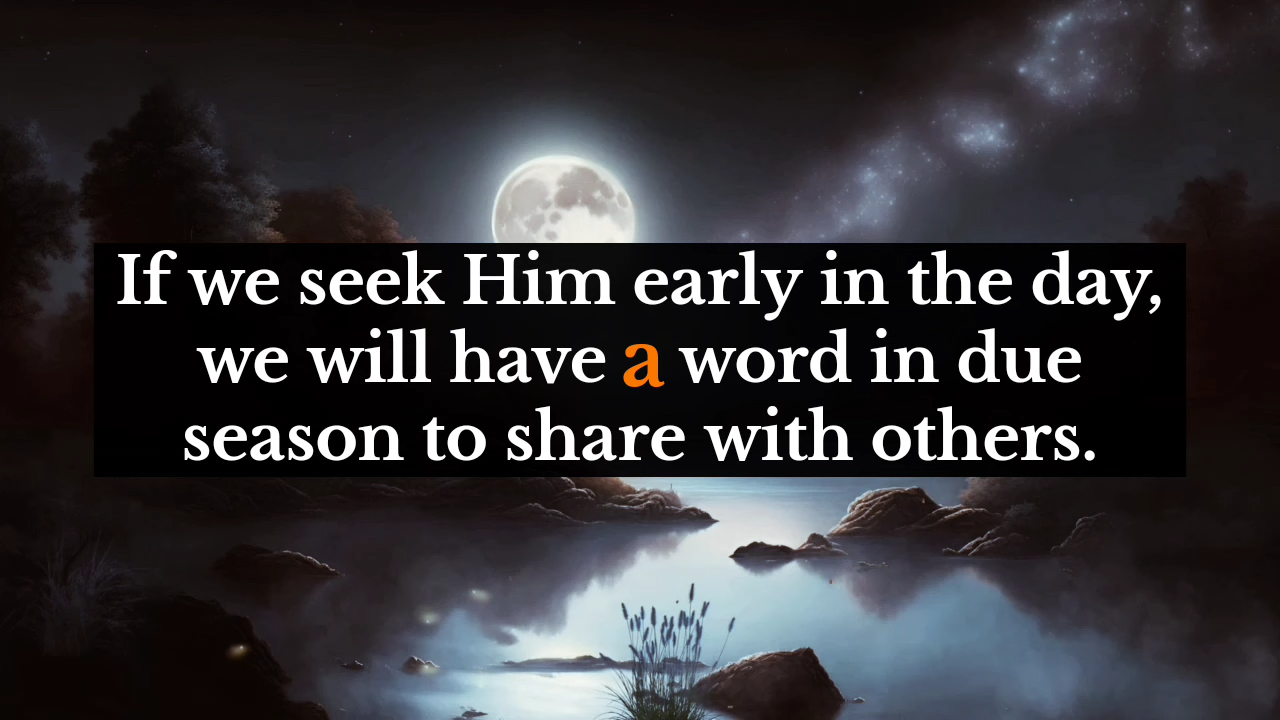 If we seek Him early in the day,
we will have a word in due
season to share with others.